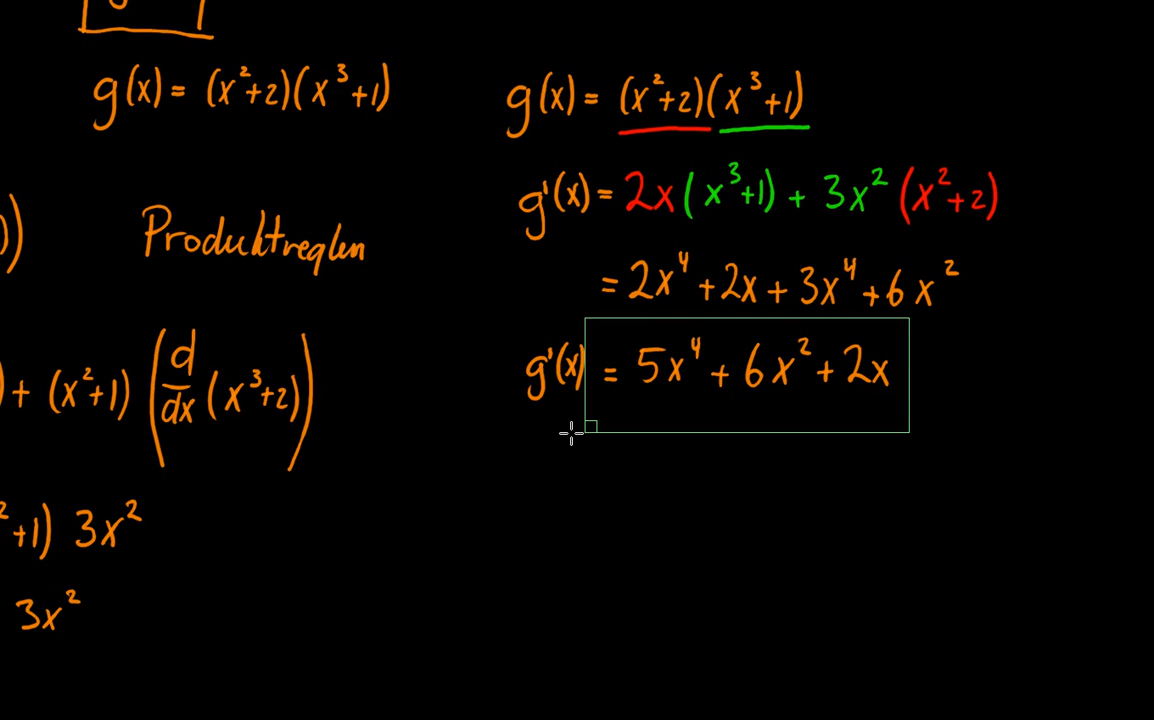 g(x) = (x²+2)(x³+1)
Produktreglen
+ (x²+1) (d/dx (x³+2))
²+1) 3x²
3x²
g(x) = (x²+2)(x³+1)
g'(x) = 2x(x³+1) + 3x²(x²+2)
= 2x⁴ + 2x + 3x⁴ + 6x²
g'(x) = 5x⁴ + 6x² + 2x